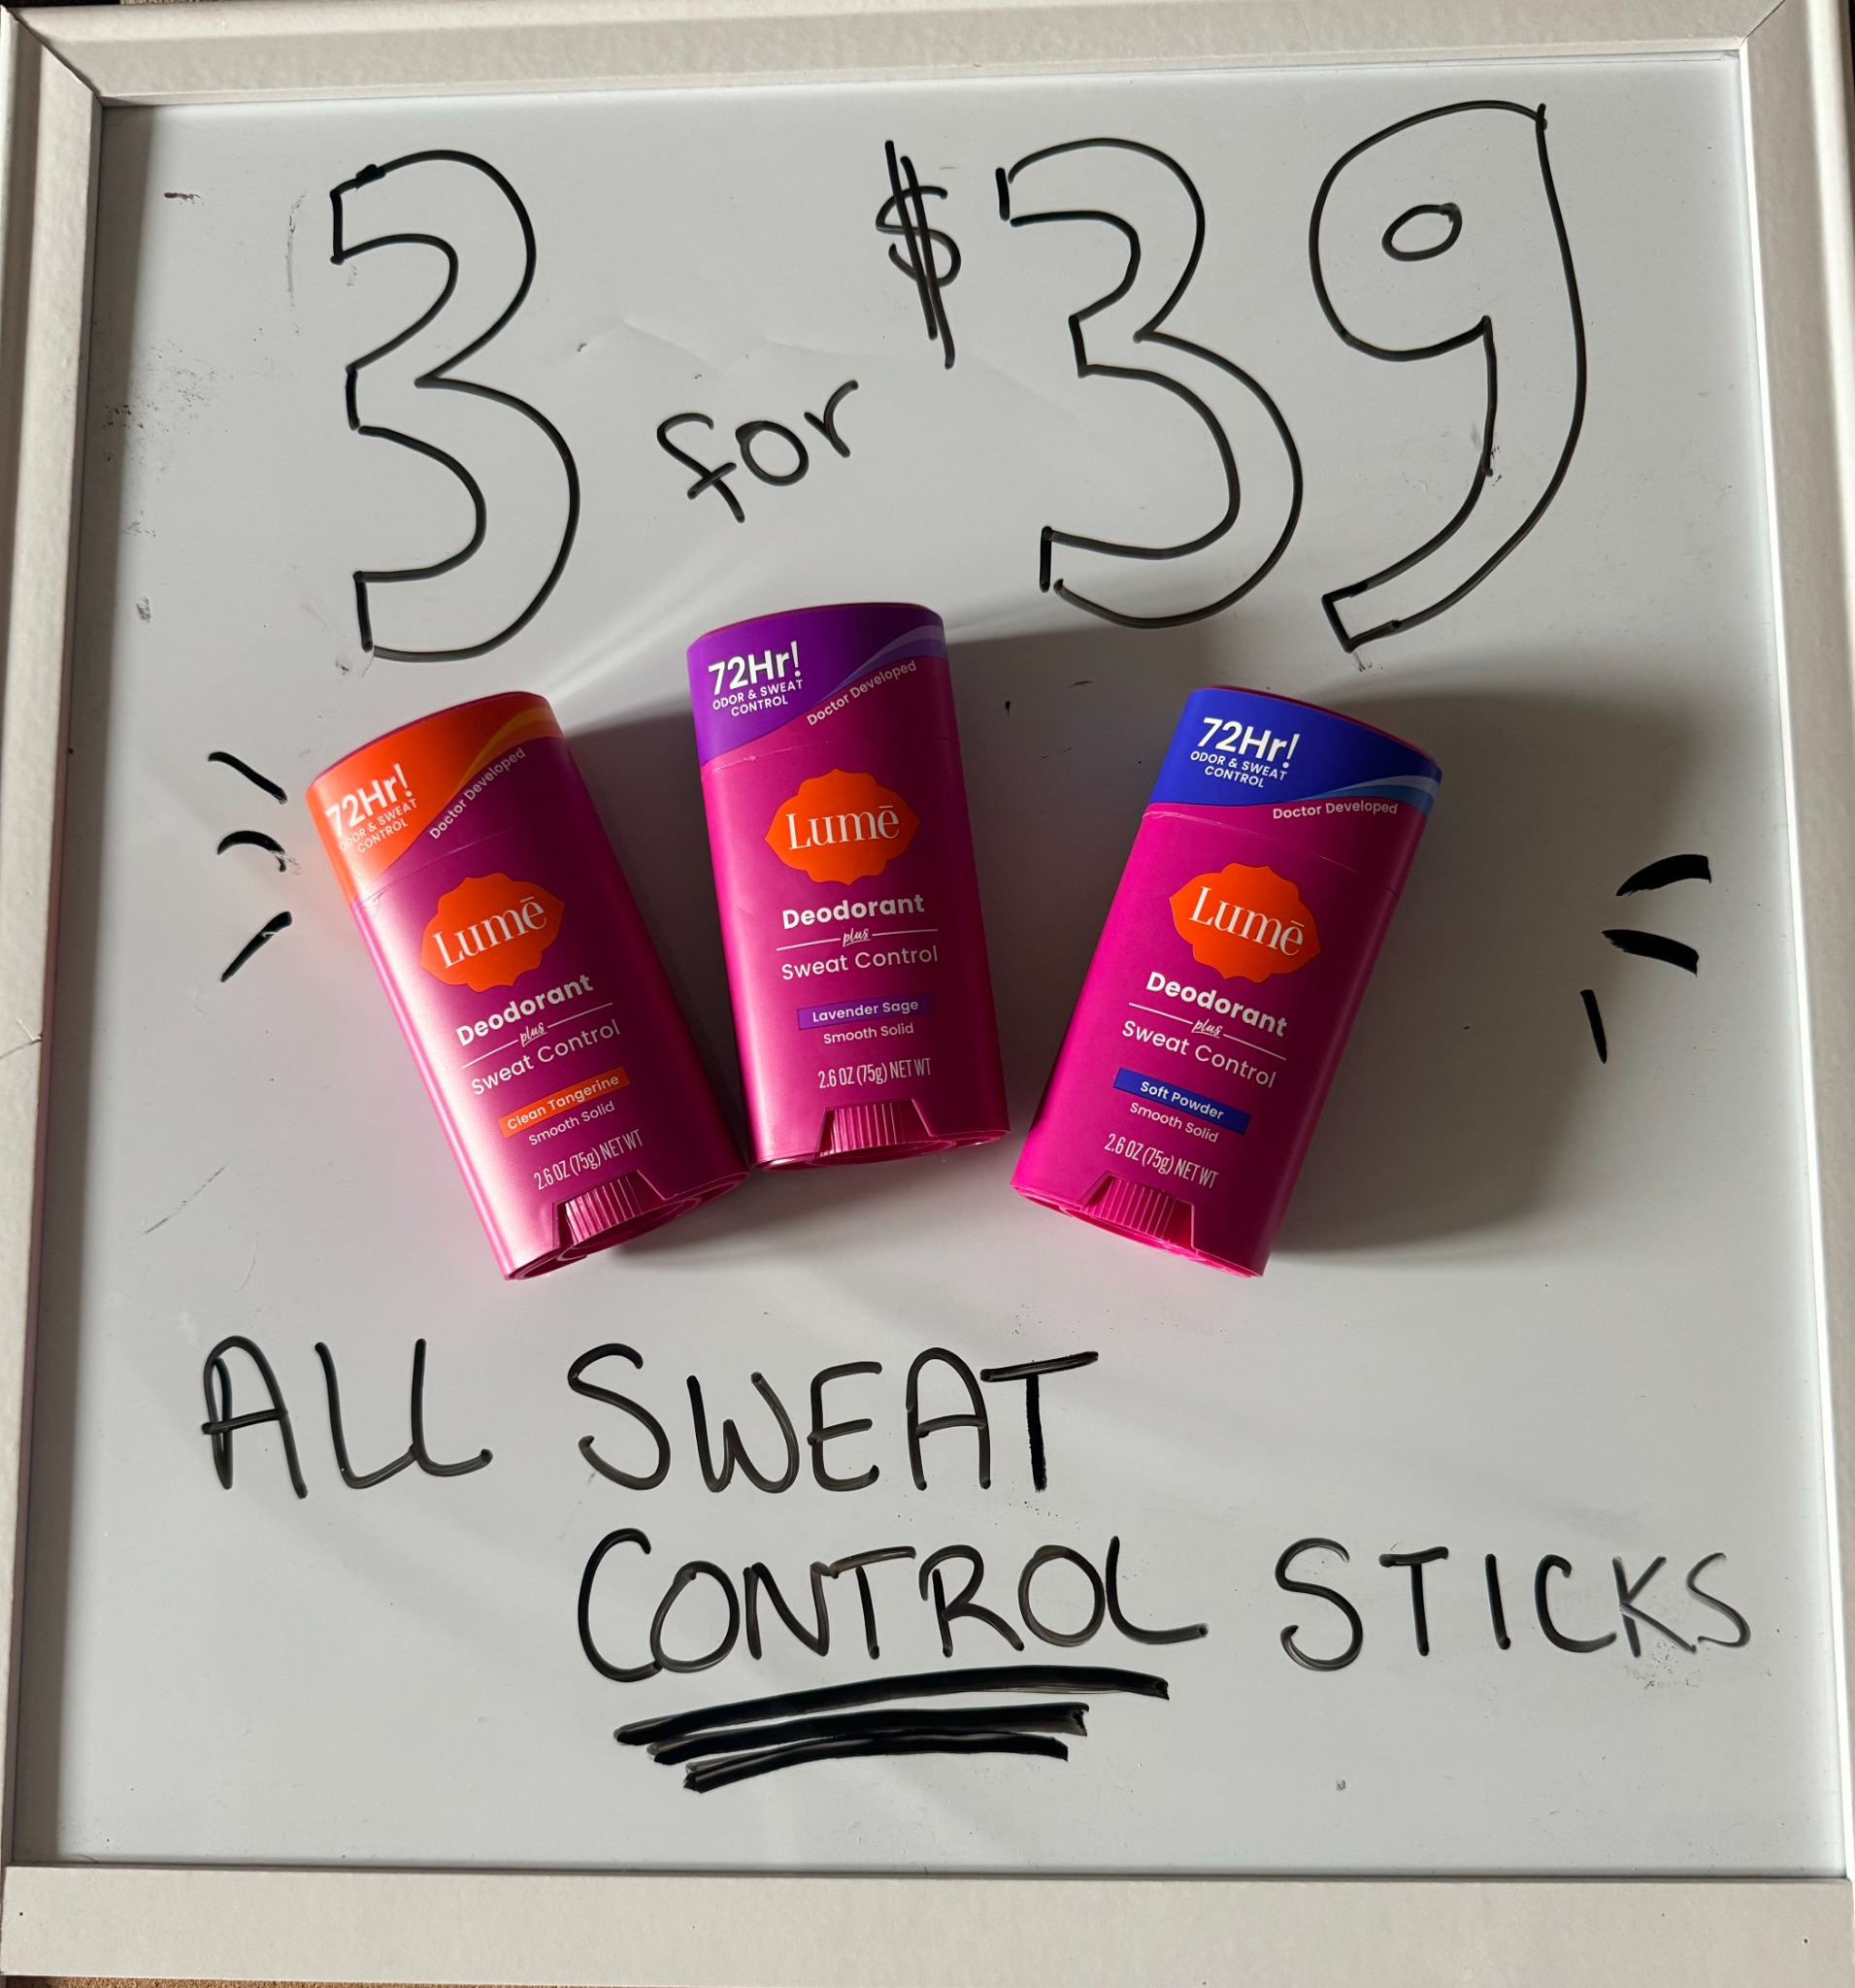 3 for $39
72Hr!
ODOR & SWEAT
CONTROL
Doctor Developed
Lumē
Deodorant
plus
Sweat Control
Clean Tangerine
Smooth Solid
2.6 OZ (75g) NET WT
72Hr!
ODOR & SWEAT
CONTROL
Doctor Developed
Lumē
Deodorant
plus
Sweat Control
Lavender Sage
Smooth Solid
2.6 OZ (75g) NET WT
72Hr!
ODOR & SWEAT
CONTROL
Doctor Developed
Lumē
Deodorant
plus
Sweat Control
Soft Powder
Smooth Solid
2.6 OZ (75g) NET WT
ALL SWEAT
CONTROL STICKS